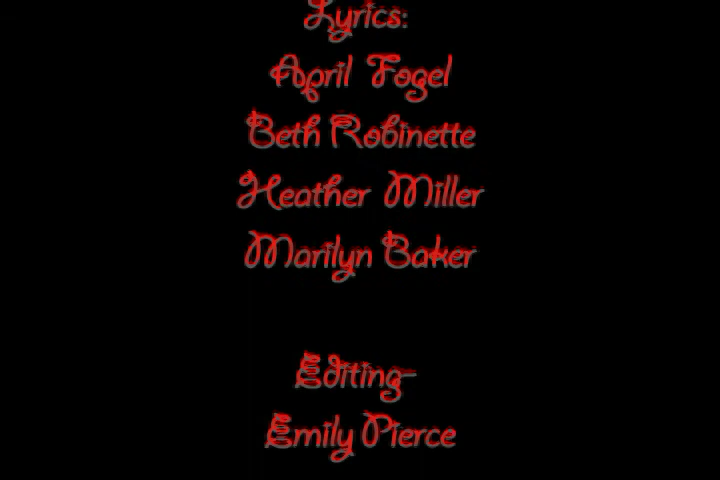 Lyrics:
April Fogel
Beth Robinette
Heather Miller
Marilyn Baker
Editing-
Emily Pierce